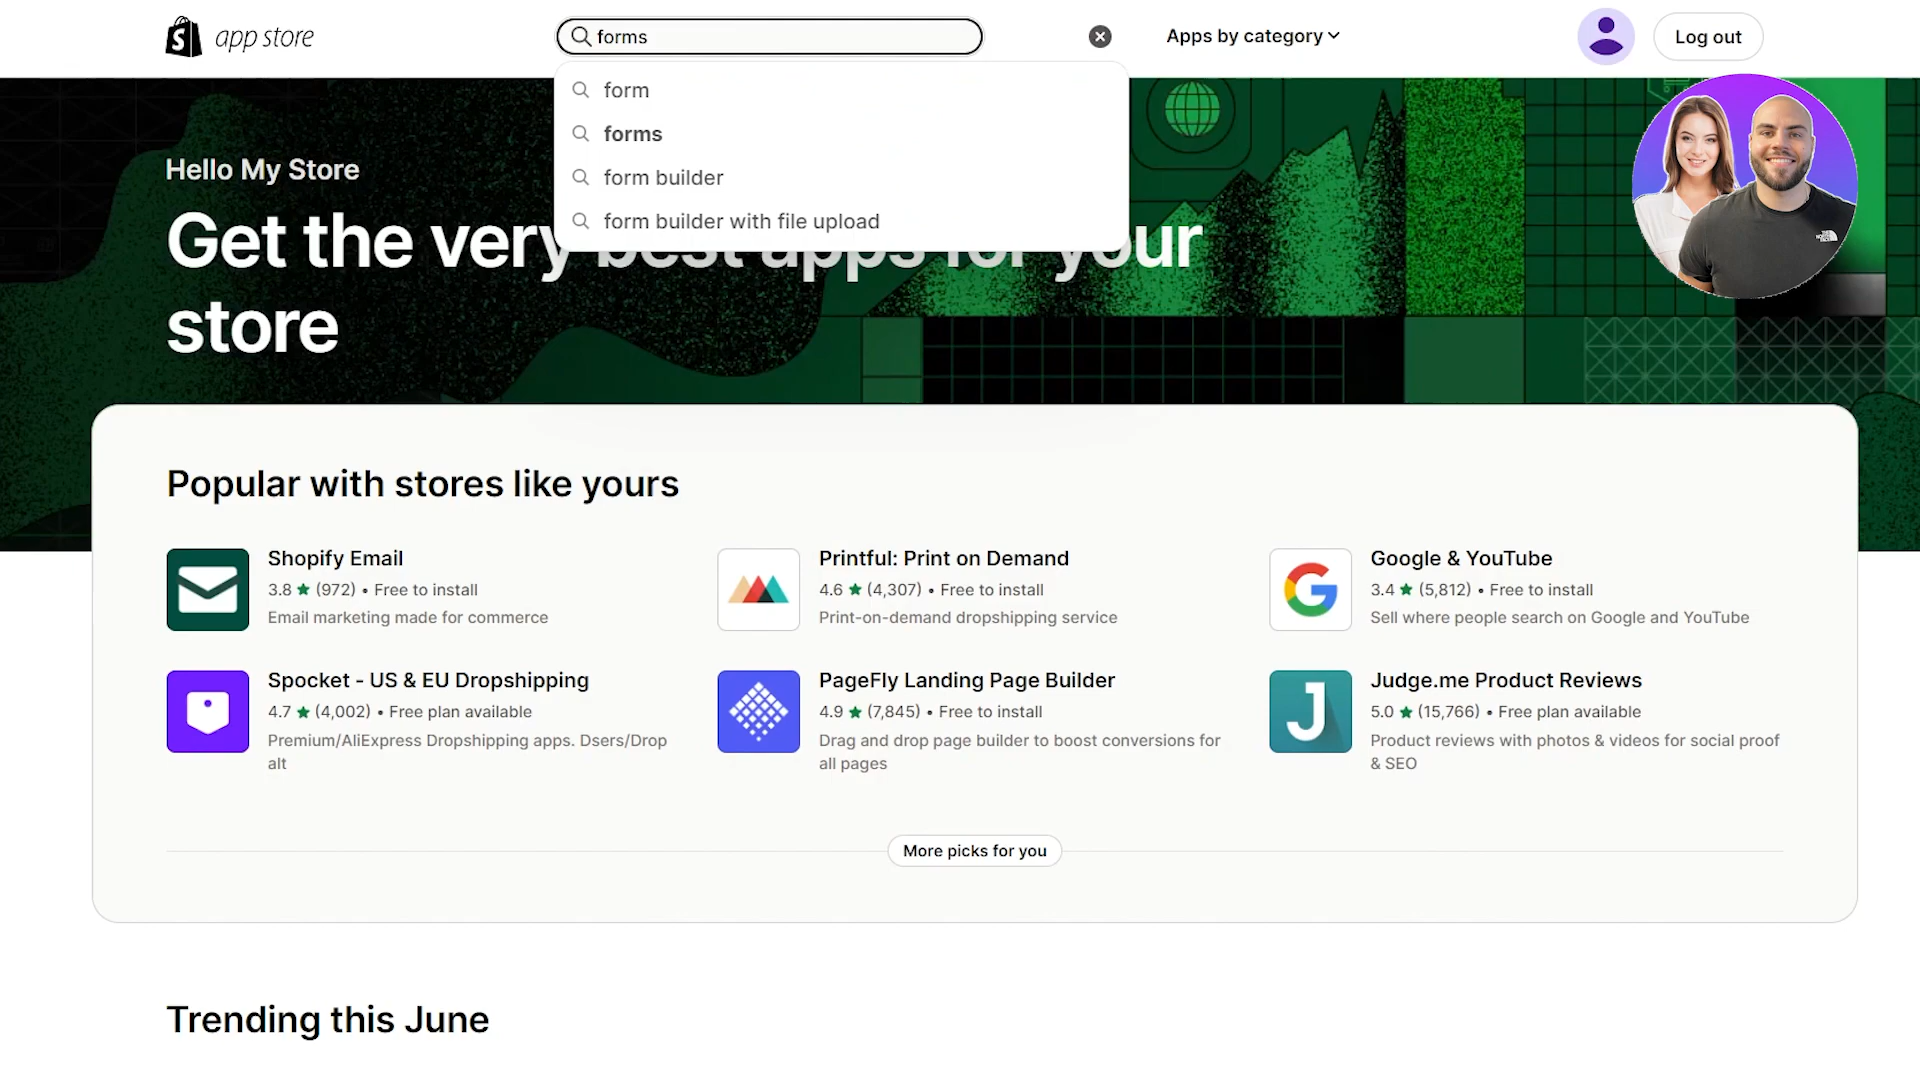 app store
forms
Apps by category
Log out
form
forms
form builder
form builder with file upload
Hello My Store
Get the very best apps for your
store
Popular with stores like yours
Shopify Email
3.8 ★ (972) • Free to install
Email marketing made for commerce
Printful: Print on Demand
4.6 ★ (4,307) • Free to install
Print-on-demand dropshipping service
Google & YouTube
3.4 ★ (5,812) • Free to install
Sell where people search on Google and YouTube
Spocket - US & EU Dropshipping
4.7 ★ (4,002) • Free plan available
Premium/AliExpress Dropshipping apps. Dsers/Drop
alt
PageFly Landing Page Builder
4.9 ★ (7,845) • Free to install
Drag and drop page builder to boost conversions for
all pages
Judge.me Product Reviews
5.0 ★ (15,766) • Free plan available
Product reviews with photos & videos for social proof
& SEO
More picks for you
Trending this June